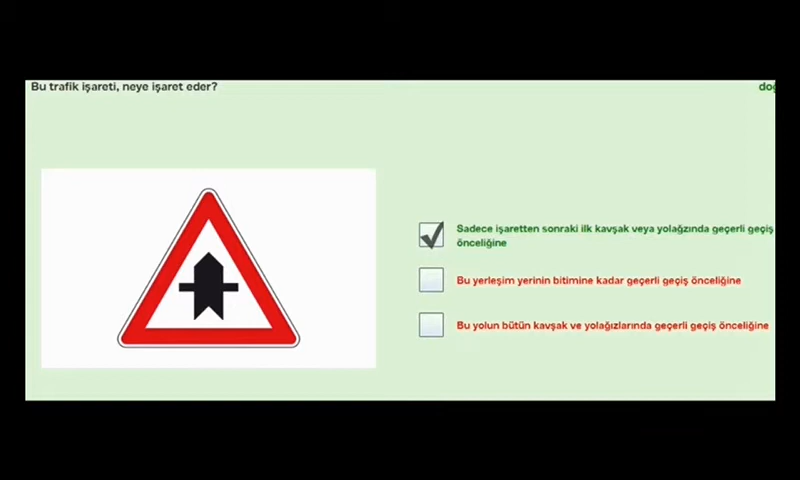 Bu trafik işareti, neye işaret eder?
Sadece işaretten sonraki ilk kavşak veya yolağzında geçerli geçiş
önceliğine
Bu yerleşim yerinin bitimine kadar geçerli geçiş önceliğine
Bu yolun bütün kavşak ve yolağızlarında geçerli geçiş önceliğine